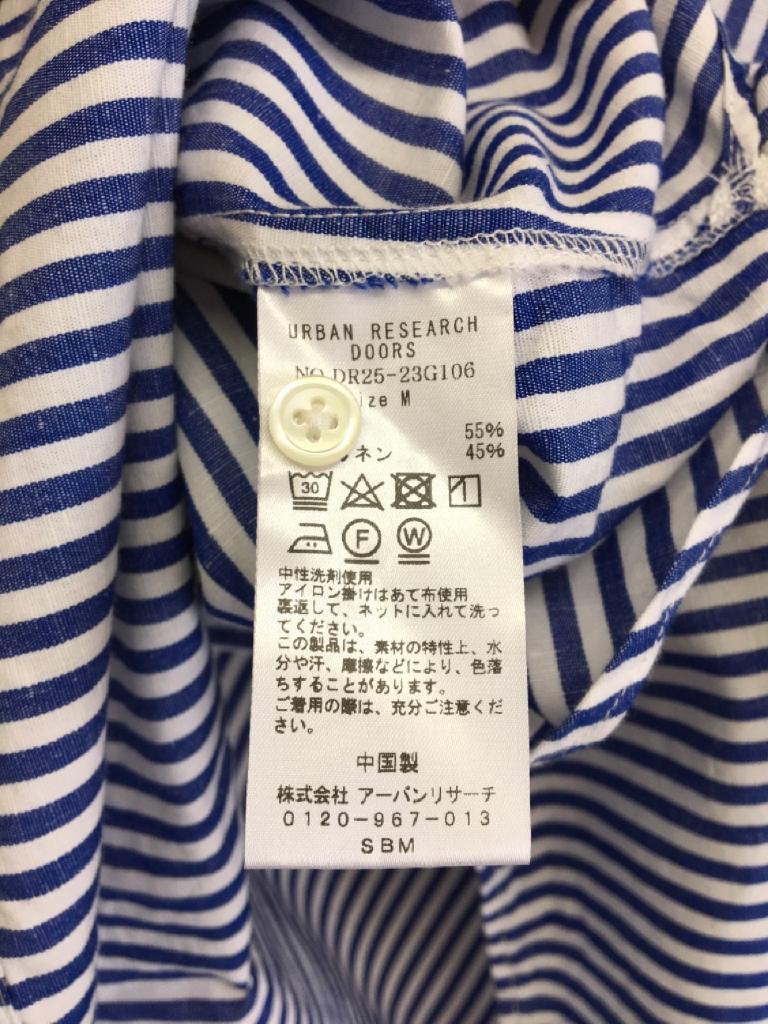 URBAN RESEARCH
DOORS
NO.DR25-23G106
ize M
55%
ネン 45%
30
F W
中性洗剤使用
アイロン掛けはあて布使用
裏返して、ネットに入れて洗っ
てください。
この製品は、素材の特性上、水
分や汗、摩擦などにより、色落
ちすることがあります。
ご着用の際は、充分ご注意くだ
さい。
中国製
株式会社 アーバンリサーチ
0120-967-013
SBM